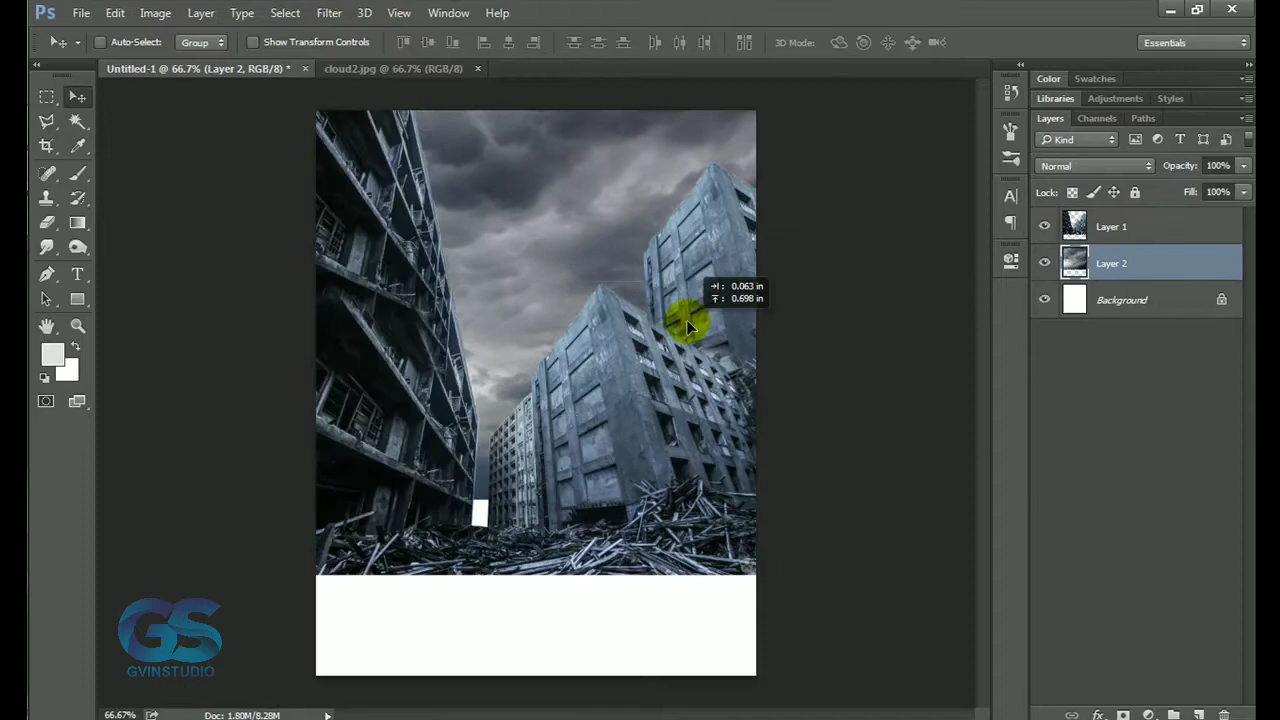 Ps File Edit Image Layer Type Select Filter 3D View Window Help
Auto-Select: Group Show Transform Controls 3D Mode: Essentials
Untitled-1 @ 66.7% (Layer 2, RGB/8) * × cloud2.jpg @ 66.7% (RGB/8) ×
Color Swatches
Libraries Adjustments Styles
Layers Channels Paths
Kind
Normal Opacity: 100%
Lock: Fill: 100%
Layer 1
Layer 2
Background
0.063 in
0.698 in
GS
GVINSTUDIO
66.67% Doc: 1.80M/8.28M